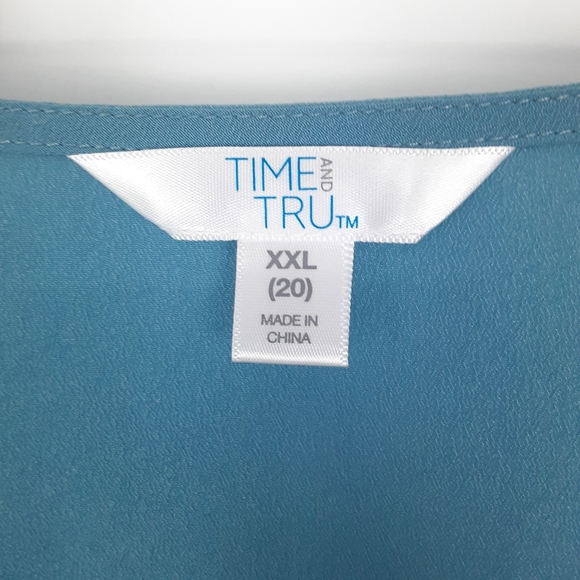 TIME AND
TRU™
XXL
(20)
MADE IN
CHINA